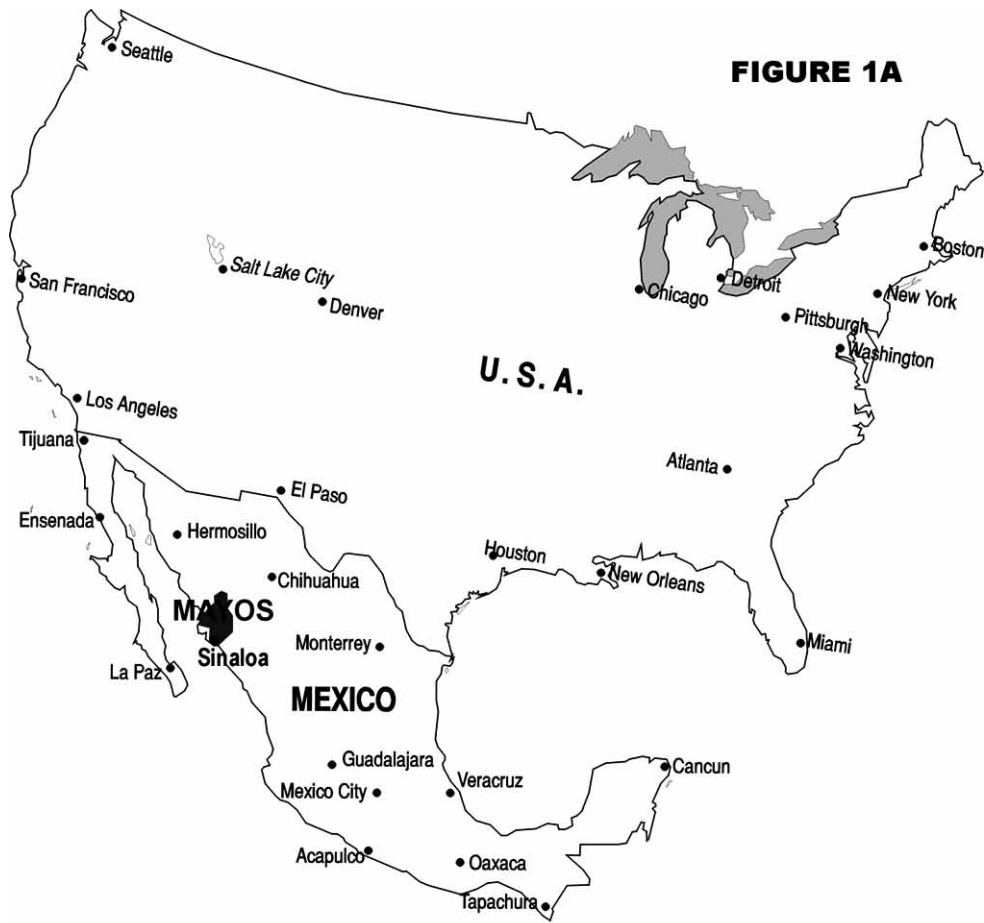 Seattle
FIGURE 1A
Boston
Salt Lake City
San Francisco
Detroit
Chicago
New York
Denver
Pittsburgh
Washington
U.S.A.
Los Angeles
Tijuana
Atlanta
El Paso
Ensenada
Hermosillo
Houston
Chihuahua
New Orleans
MAYOS
Monterrey
Miami
Sinaloa
La Paz
MEXICO
Guadalajara
Cancun
Mexico City
Veracruz
Acapulco
Oaxaca
Tapachura